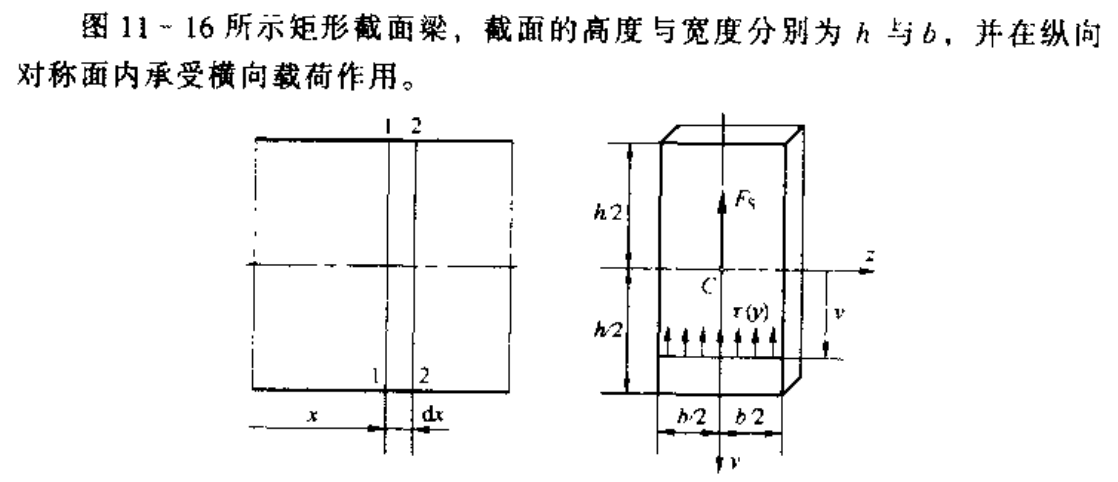 图 11-16 所示矩形截面梁，截面的高度与宽度分别为 h 与 b，并在纵向
对称面内承受横向载荷作用。
1 2
h/2
F_S
z
C
τ(y)
y
h/2
1 2
x dx
b/2 b/2
y